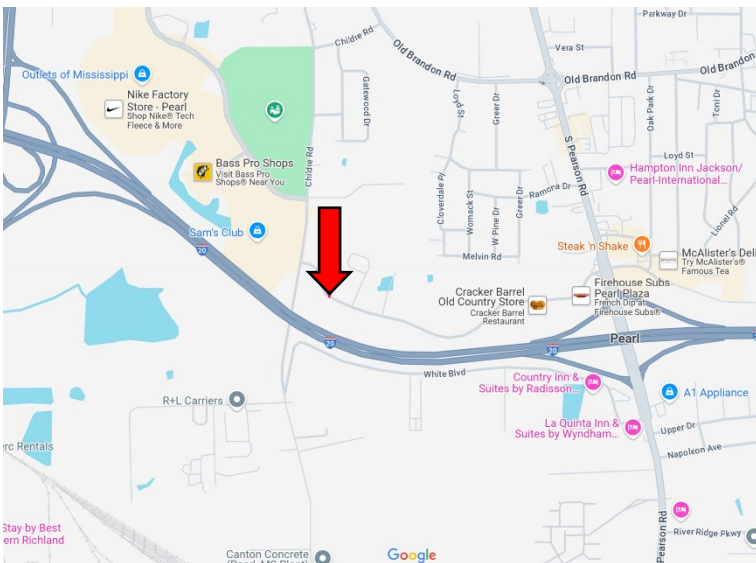 Parkway Dr
Childre Rd
Old Brandon Rd
Vera St
Outlets of Mississippi
Old Brandon Rd
Old Brandon
Nike Factory
Store - Pearl
Shop Nike® Tech
Fleece & More
Gatewood Dr
Loyd St
Greer Dr
S Pearson Rd
Oak Park Dr
Toni Dr
Childre Rd
Bass Pro Shops
Visit Bass Pro
Shops® Near You
Loyd St
Hampton Inn Jackson/
Pearl-International...
Cloverdale Pl
Womack St
W Pine Dr
Greer Dr
Ramona Dr
Lionel Rd
Sam's Club
20
Melvin Rd
Steak 'n Shake
McAlister's Deli
Try McAlister's®
Famous Tea
Cracker Barrel
Old Country Store
Cracker Barrel
Restaurant
Firehouse Subs
Pearl Plaza
French Dip at
Firehouse Subs®
20
20
Pearl
White Blvd
Country Inn &
Suites by Radisson...
A1 Appliance
R+L Carriers
La Quinta Inn &
Suites by Wyndham...
Upper Dr
Napoleon Ave
erc Rentals
Stay by Best
ern Richland
Pearson Rd
River Ridge Pkwy
Canton Concrete
(Pearl, MS Plant)
Google